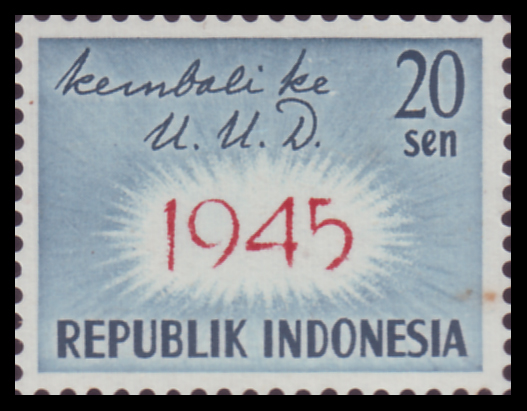 kembali ke
U. U. D.
20
sen
1945
REPUBLIK INDONESIA